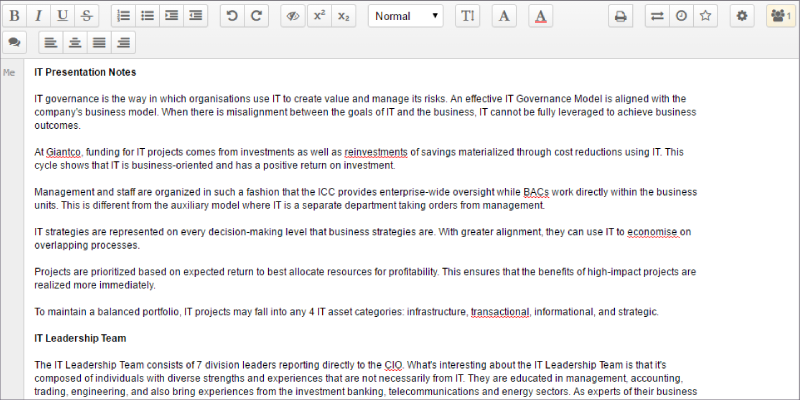 B I U S x² x₂ Normal T! A A 1
Me
IT Presentation Notes
IT governance is the way in which organisations use IT to create value and manage its risks. An effective IT Governance Model is aligned with the
company's business model. When there is misalignment between the goals of IT and the business, IT cannot be fully leveraged to achieve business
outcomes.
At Giantco, funding for IT projects comes from investments as well as reinvestments of savings materialized through cost reductions using IT. This
cycle shows that IT is business-oriented and has a positive return on investment.
Management and staff are organized in such a fashion that the ICC provides enterprise-wide oversight while BACs work directly within the business
units. This is different from the auxiliary model where IT is a separate department taking orders from management.
IT strategies are represented on every decision-making level that business strategies are. With greater alignment, they can use IT to economise on
overlapping processes.
Projects are prioritized based on expected return to best allocate resources for profitability. This ensures that the benefits of high-impact projects are
realized more immediately.
To maintain a balanced portfolio, IT projects may fall into any 4 IT asset categories: infrastructure, transactional, informational, and strategic.
IT Leadership Team
The IT Leadership Team consists of 7 division leaders reporting directly to the CIO. What's interesting about the IT Leadership Team is that it's
composed of individuals with diverse strengths and experiences that are not necessarily from IT. They are educated in management, accounting,
trading, engineering, and also bring experiences from the investment banking, telecommunications and energy sectors. As experts of their business